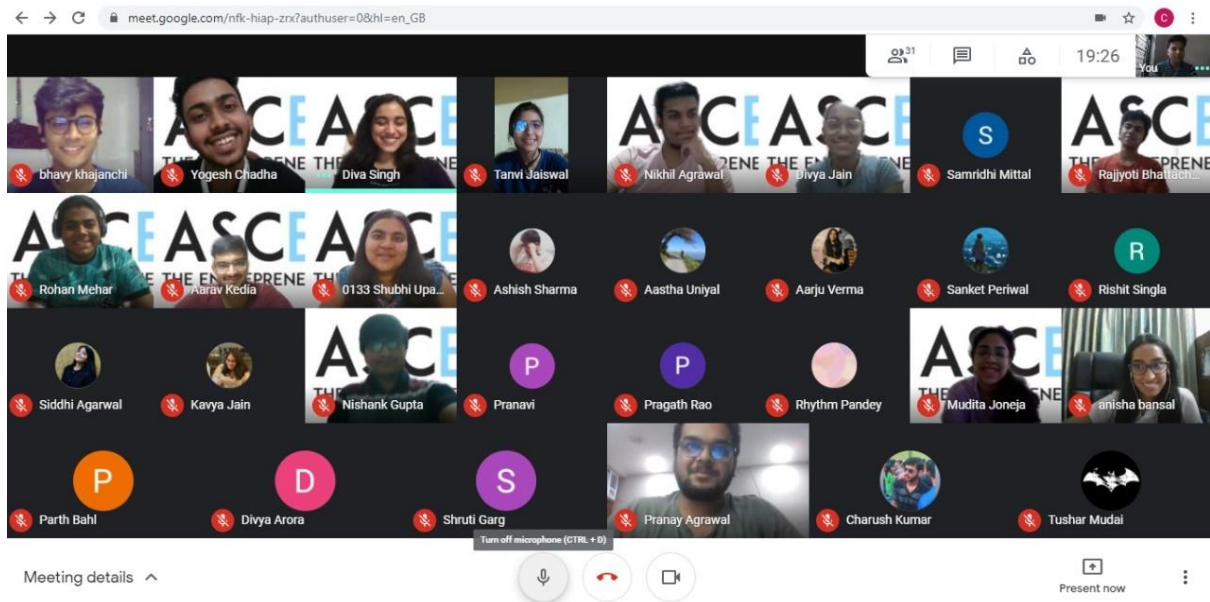 meet.google.com/nfk-hiap-zrx?authuser=0&hl=en_GB
C
31
19:26
You
bhavy khajanchi
Yogesh Chadha
Diva Singh
Tanvi Jaiswal
Nikhil Agrawal
Divya Jain
S
Samridhi Mittal
Rajjyoti Bhattach...
ASCE
THE ENEPRENE
Rohan Mehar
Aarav Kedia
0133 Shubhi Upa...
Ashish Sharma
Aastha Uniyal
Aarju Verma
Sanket Periwal
R
Rishit Singla
Siddhi Agarwal
Kavya Jain
Nishank Gupta
P
Pranavi
P
Pragath Rao
Rhythm Pandey
Mudita Joneja
anisha bansal
P
Parth Bahl
D
Divya Arora
S
Shruti Garg
Pranay Agrawal
Charush Kumar
Tushar Mudai
Turn off microphone (CTRL + D)
Meeting details
Present now